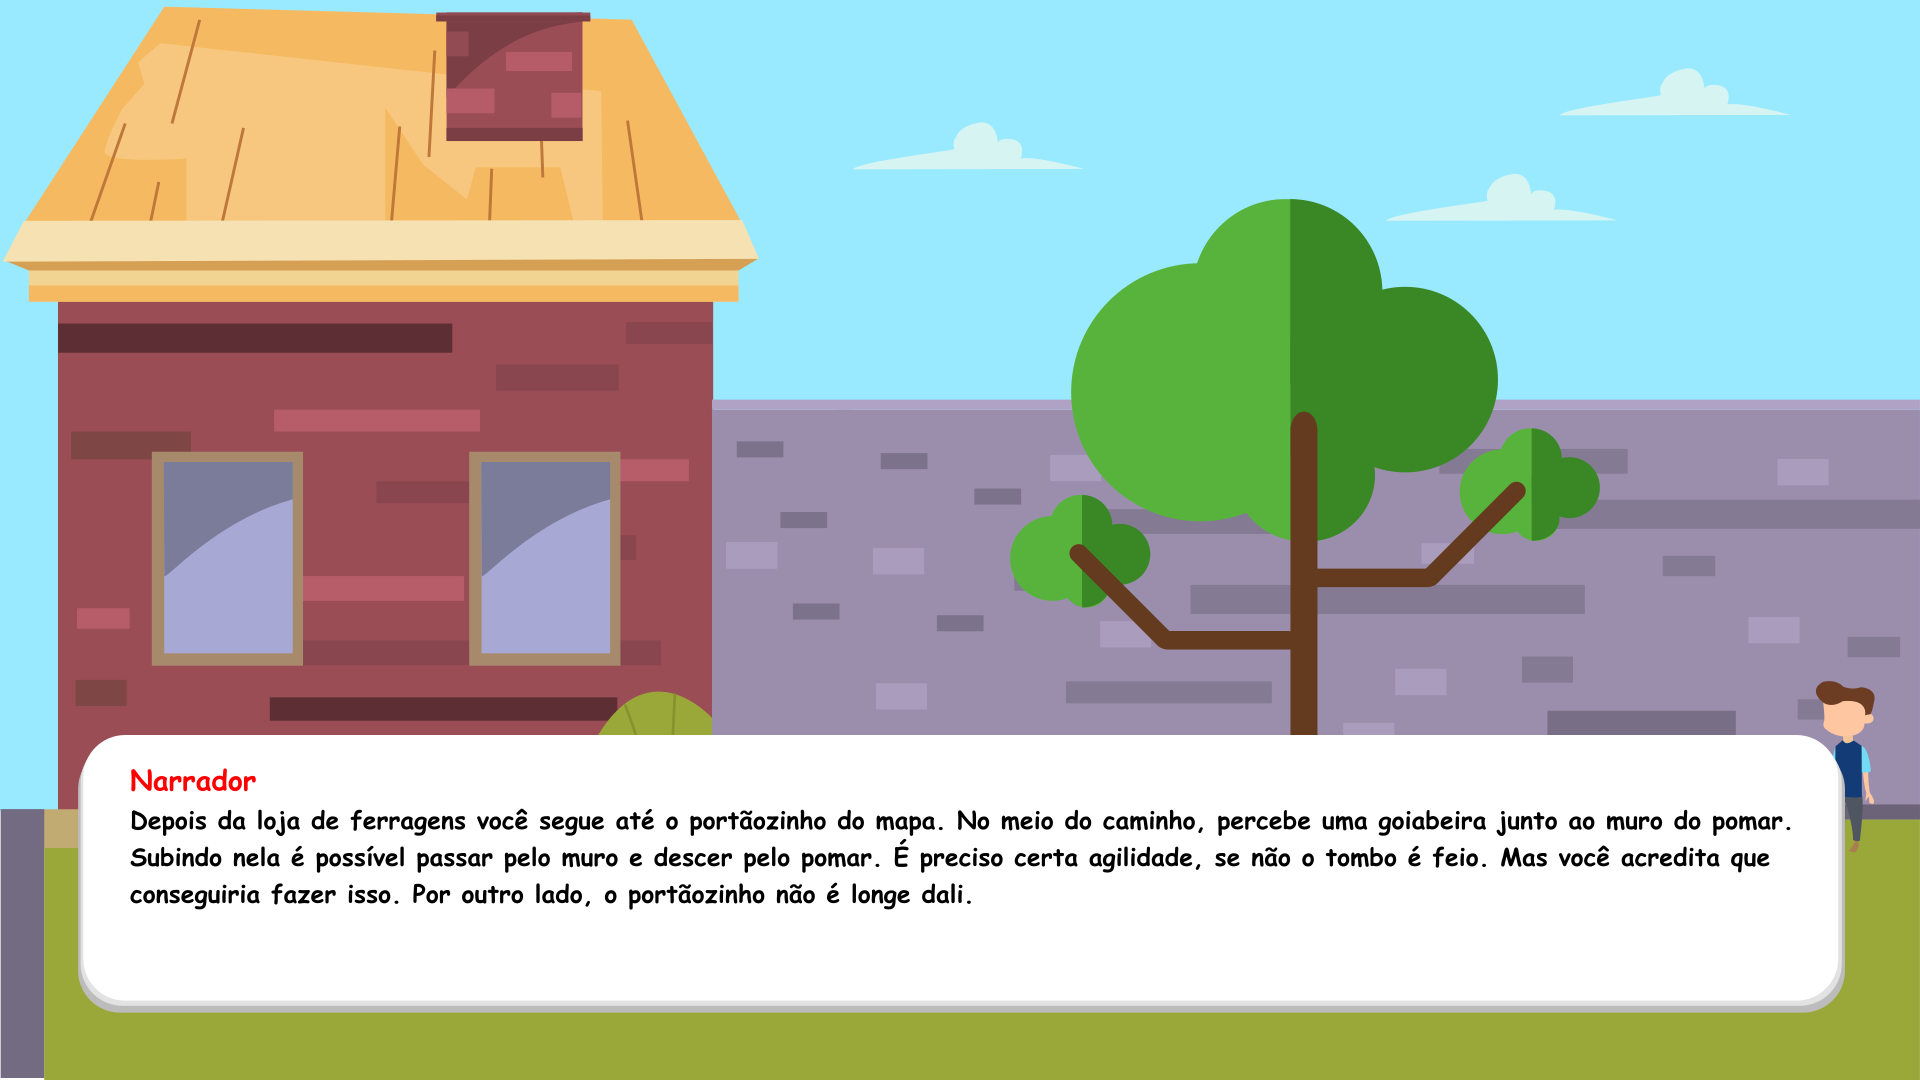 Narrador
Depois da loja de ferragens você segue até o portãozinho do mapa. No meio do caminho, percebe uma goiabeira junto ao muro do pomar.
Subindo nela é possível passar pelo muro e descer pelo pomar. É preciso certa agilidade, se não o tombo é feio. Mas você acredita que
conseguiria fazer isso. Por outro lado, o portãozinho não é longe dali.